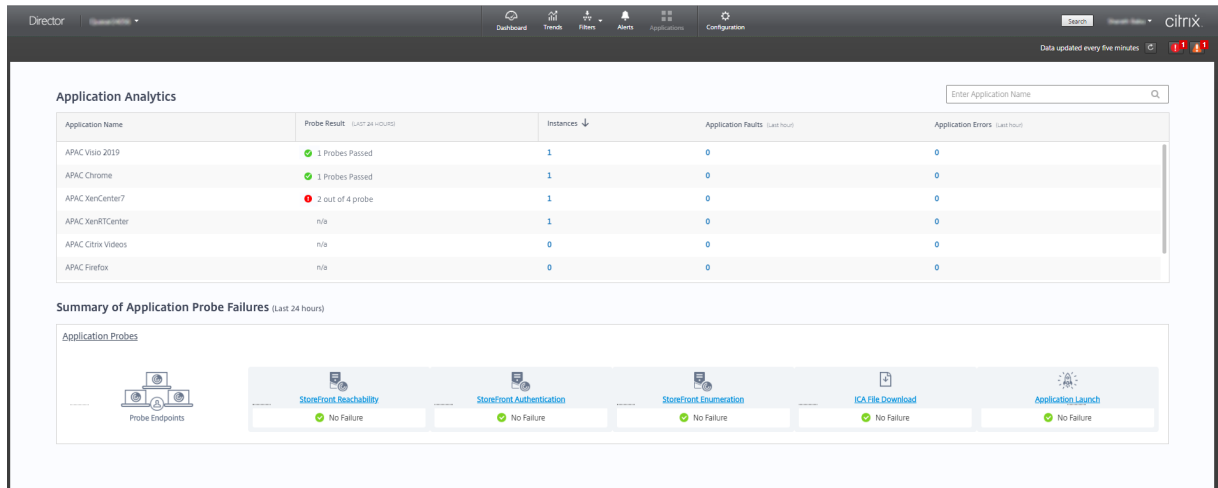 Director
Dashboard Trends Filters Alerts Applications Configuration
Search
citrix
Data updated every five minutes
1 1
Application Analytics
Enter Application Name
Application Name Probe Result (LAST 24 HOURS) Instances Application Faults (Last hour) Application Errors (Last hour)
APAC Visio 2019 1 Probes Passed 1 0 0
APAC Chrome 1 Probes Passed 1 0 0
APAC XenCenter7 2 out of 4 probe 1 0 0
APAC XenRTCenter n/a 1 0 0
APAC Citrix Videos n/a 0 0 0
APAC Firefox n/a 0 0 0
Summary of Application Probe Failures (Last 24 hours)
Application Probes
StoreFront Reachability StoreFront Authentication StoreFront Enumeration ICA File Download Application Launch
Probe Endpoints No Failure No Failure No Failure No Failure No Failure